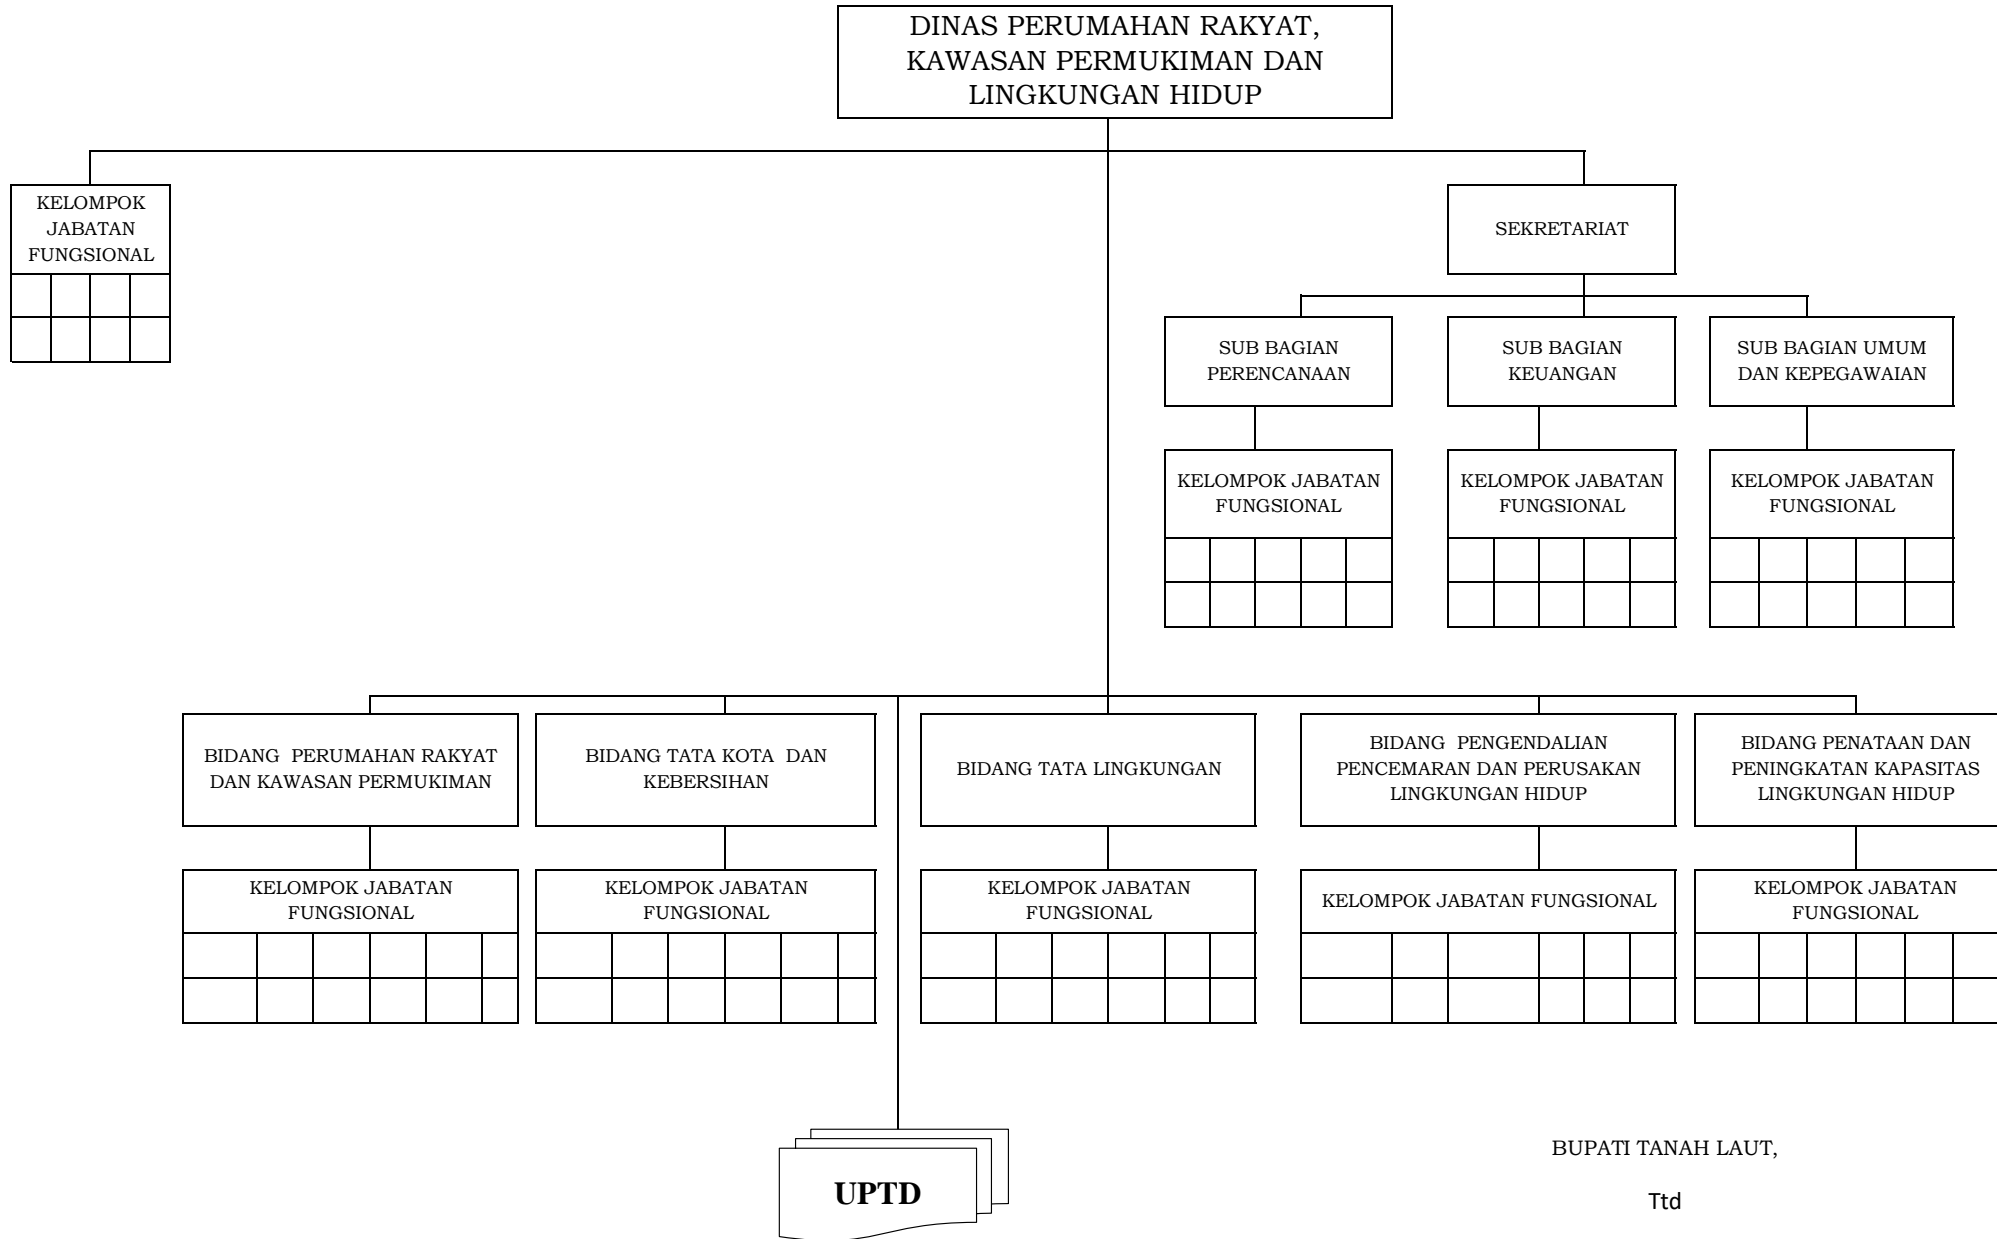 DINAS PERUMAHAN RAKYAT,
KAWASAN PERMUKIMAN DAN
LINGKUNGAN HIDUP
KELOMPOK
JABATAN
FUNGSIONAL
SEKRETARIAT
SUB BAGIAN
PERENCANAAN
SUB BAGIAN
KEUANGAN
SUB BAGIAN UMUM
DAN KEPEGAWAIAN
KELOMPOK JABATAN
FUNGSIONAL
KELOMPOK JABATAN
FUNGSIONAL
KELOMPOK JABATAN
FUNGSIONAL
BIDANG  PERUMAHAN RAKYAT
DAN KAWASAN PERMUKIMAN
BIDANG TATA KOTA  DAN
KEBERSIHAN
BIDANG TATA LINGKUNGAN
BIDANG  PENGENDALIAN
PENCEMARAN DAN PERUSAKAN
LINGKUNGAN HIDUP
BIDANG PENATAAN DAN
PENINGKATAN KAPASITAS
LINGKUNGAN HIDUP
KELOMPOK JABATAN
FUNGSIONAL
KELOMPOK JABATAN
FUNGSIONAL
KELOMPOK JABATAN
FUNGSIONAL
KELOMPOK JABATAN FUNGSIONAL
KELOMPOK JABATAN
FUNGSIONAL
UPTD
BUPATI TANAH LAUT,
Ttd